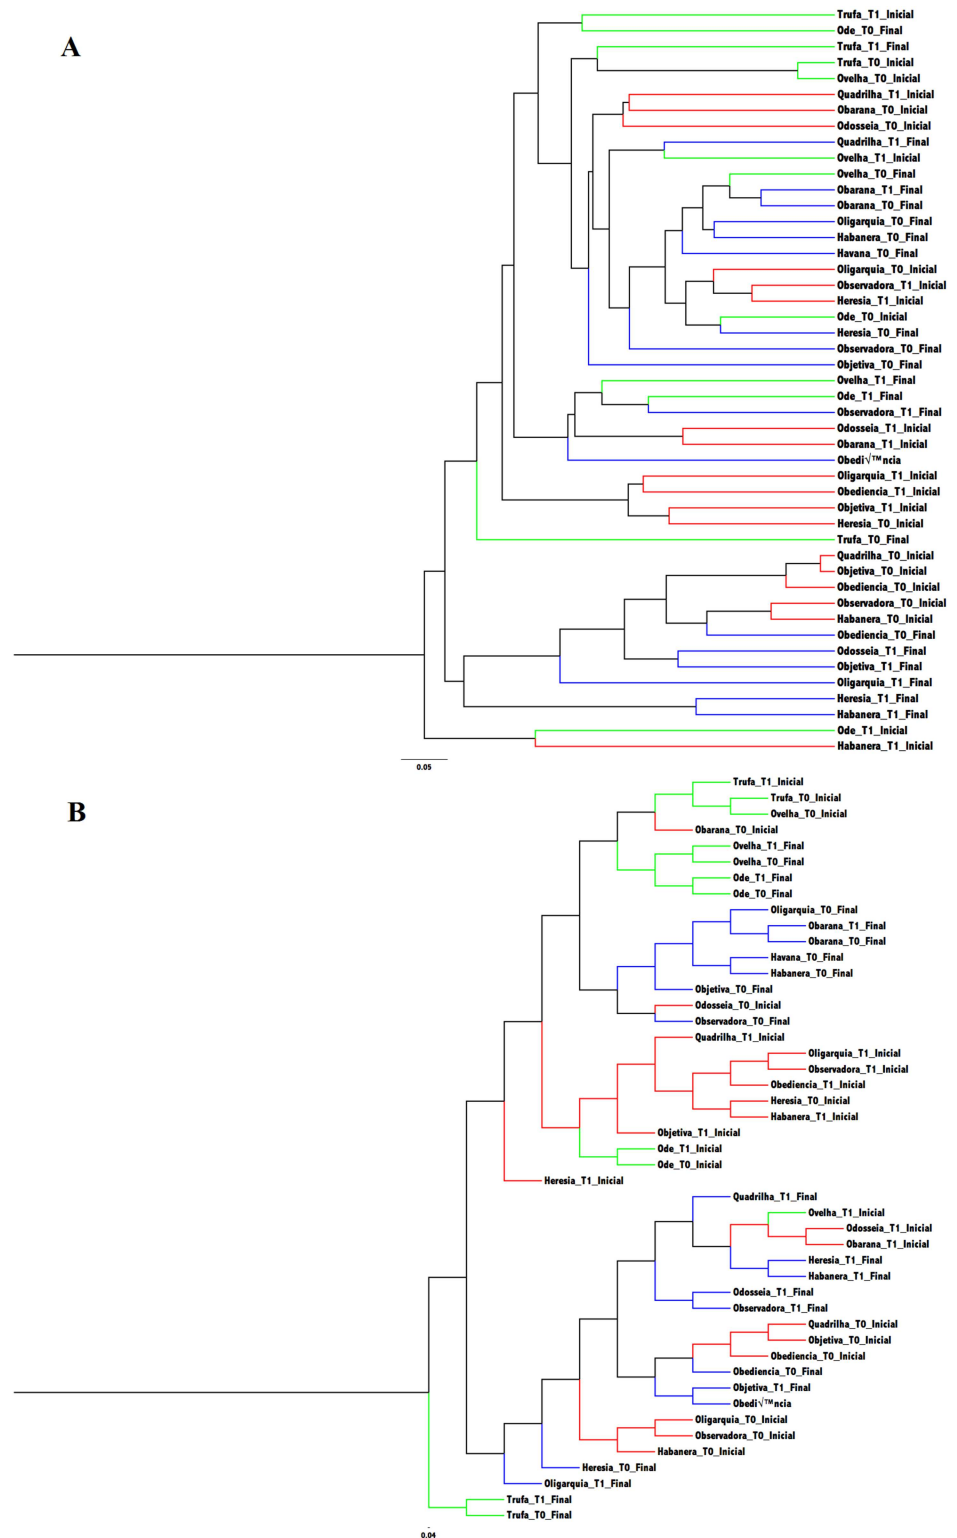 A
Trufa_T1_Inicial
Ode_T0_Final
Trufa_T1_Final
Trufa_T0_Inicial
Ovelha_T0_Inicial
Quadrilha_T1_Inicial
Obarana_T0_Inicial
Odosseia_T0_Inicial
Quadrilha_T1_Final
Ovelha_T1_Inicial
Ovelha_T0_Final
Obarana_T1_Final
Obarana_T0_Final
Oligarquia_T0_Final
Habanera_T0_Final
Havana_T0_Final
Oligarquia_T0_Inicial
Observadora_T1_Inicial
Heresia_T1_Inicial
Ode_T0_Inicial
Heresia_T0_Final
Observadora_T0_Final
Objetiva_T0_Final
Ovelha_T1_Final
Ode_T1_Final
Observadora_T1_Final
Odosseia_T1_Inicial
Obarana_T1_Inicial
Obedi√™ncia
Oligarquia_T1_Inicial
Obediencia_T1_Inicial
Objetiva_T1_Inicial
Heresia_T0_Inicial
Trufa_T0_Final
Quadrilha_T0_Inicial
Objetiva_T0_Inicial
Obediencia_T0_Inicial
Observadora_T0_Inicial
Habanera_T0_Inicial
Obediencia_T0_Final
Odosseia_T1_Final
Objetiva_T1_Final
Oligarquia_T1_Final
Heresia_T1_Final
Habanera_T1_Final
Ode_T1_Inicial
Habanera_T1_Inicial
0.05
B
Trufa_T1_Inicial
Trufa_T0_Inicial
Ovelha_T0_Inicial
Obarana_T0_Inicial
Ovelha_T1_Final
Ovelha_T0_Final
Ode_T1_Final
Ode_T0_Final
Oligarquia_T0_Final
Obarana_T1_Final
Obarana_T0_Final
Havana_T0_Final
Habanera_T0_Final
Objetiva_T0_Final
Odosseia_T0_Inicial
Observadora_T0_Final
Quadrilha_T1_Inicial
Oligarquia_T1_Inicial
Observadora_T1_Inicial
Obediencia_T1_Inicial
Heresia_T0_Inicial
Habanera_T1_Inicial
Objetiva_T1_Inicial
Ode_T1_Inicial
Ode_T0_Inicial
Heresia_T1_Inicial
Quadrilha_T1_Final
Ovelha_T1_Inicial
Odosseia_T1_Inicial
Obarana_T1_Inicial
Heresia_T1_Final
Habanera_T1_Final
Odosseia_T1_Final
Observadora_T1_Final
Quadrilha_T0_Inicial
Objetiva_T0_Inicial
Obediencia_T0_Inicial
Obediencia_T0_Final
Objetiva_T1_Final
Obedi√™ncia
Oligarquia_T0_Inicial
Observadora_T0_Inicial
Habanera_T0_Inicial
Heresia_T0_Final
Oligarquia_T1_Final
Trufa_T1_Final
Trufa_T0_Final
0.04